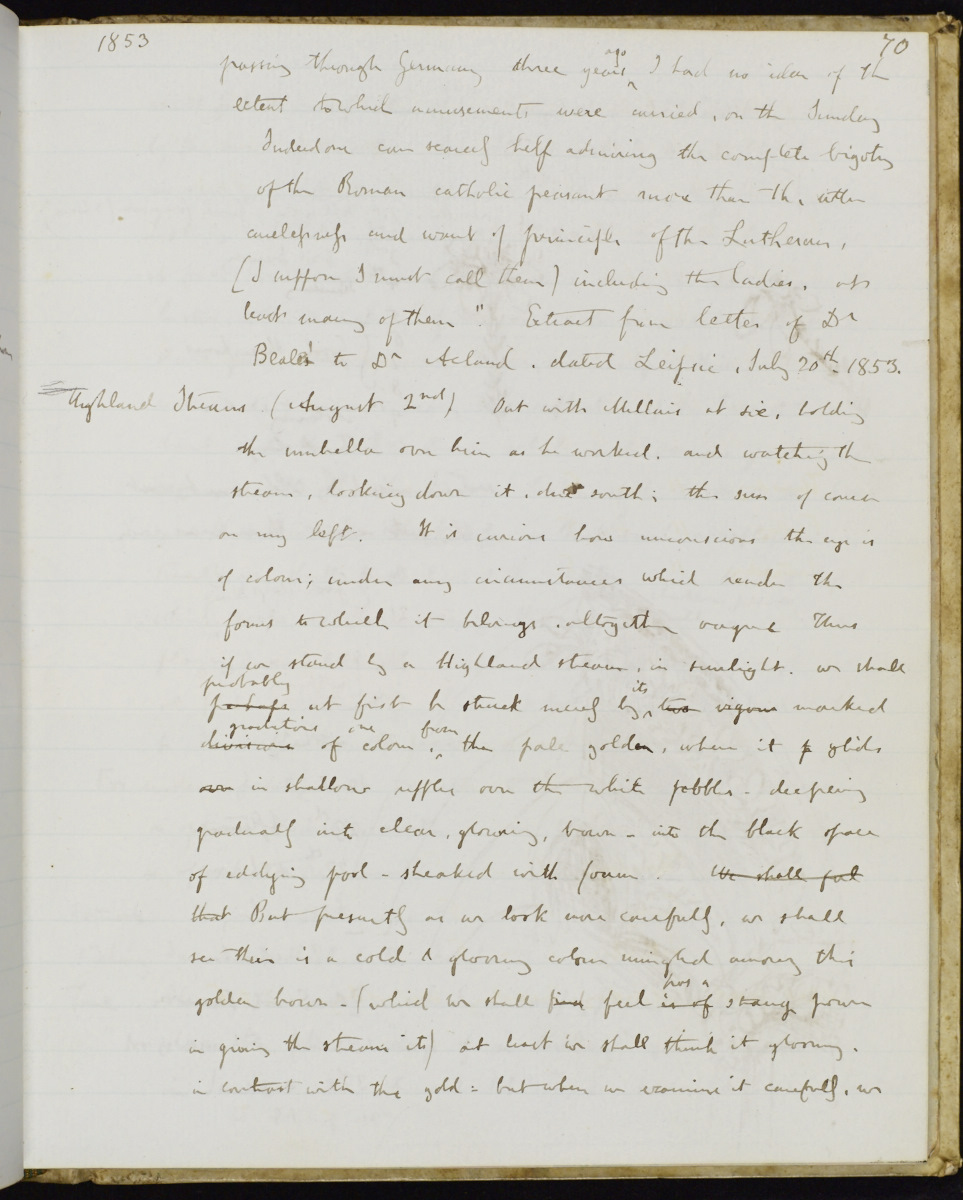 1853
70
passing through Germany three years ago I had no idea of the
extent to which amusements were carried, on the Sunday
Indeed one can scarcely help admiring the complete bigotry
of the Roman catholic peasant more than the utter
carelessness and want of principle of the Lutherans,
(I suppose I must call them) including the ladies, at
least many of them". Extract from letter of Dr
Beale's to Dr Acland. dated Leipsic, July 20th 1853.
Highland Streams. (August 2nd) Out with Millais at six, holding
the umbrella over him as he worked. and watching the
stream, looking down it, due south; the sun of course
on my left. It is curious how unconscious the eye is
of colour; under any circumstances which render the
forms to which it belongs, altogether vague Thus
if we stand by a Highland stream, in sunlight. we shall
probably
perhaps at first be struck merely by its two vigorous marked
gradations from
divisions of colour, the pale golden, where it p glides
over in shallow ripples over the white pebbles - deepening
gradually into clear, glowing, brown - into the black space
of eddying pool - streaked with foam. We shall feel
that But presently as we look more carefully, we shall
see there is a cold & gloomy colour mingled among this
golden brown - (which we shall find feel is of has a strange power
in giving the stream its) at least we shall think it gloomy.
in contrast with the gold: but when we examine it carefully, we